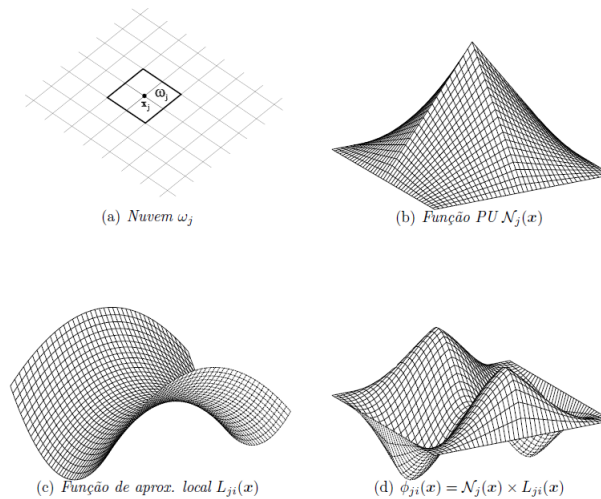 ω_j
x_j
(a) Nuvem ω_j
(b) Função PU 𝒩_j(x)
(c) Função de aprox. local L_ji(x)
(d) ϕ_ji(x) = 𝒩_j(x) × L_ji(x)